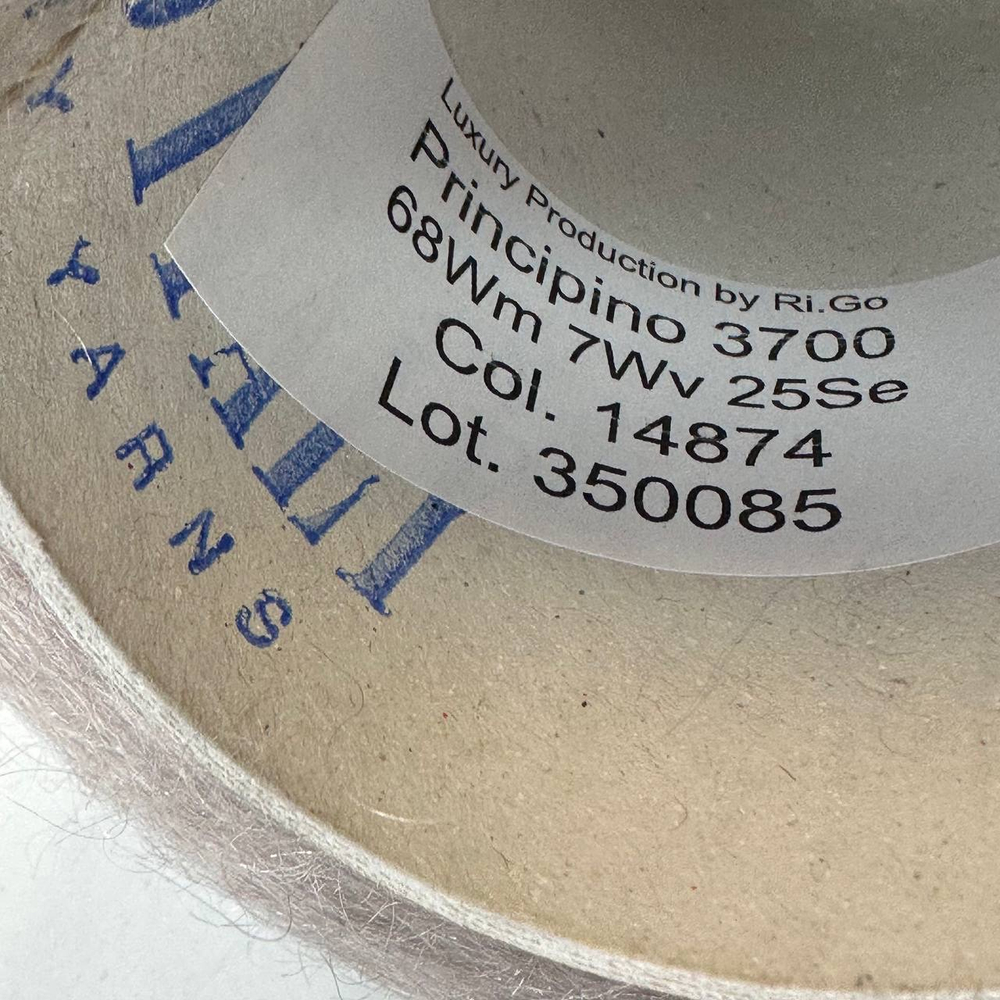 Luxury Production by Ri.Go
Principino 3700
68Wm 7Wv 25Se
Col. 14874
Lot. 350085
YARNS